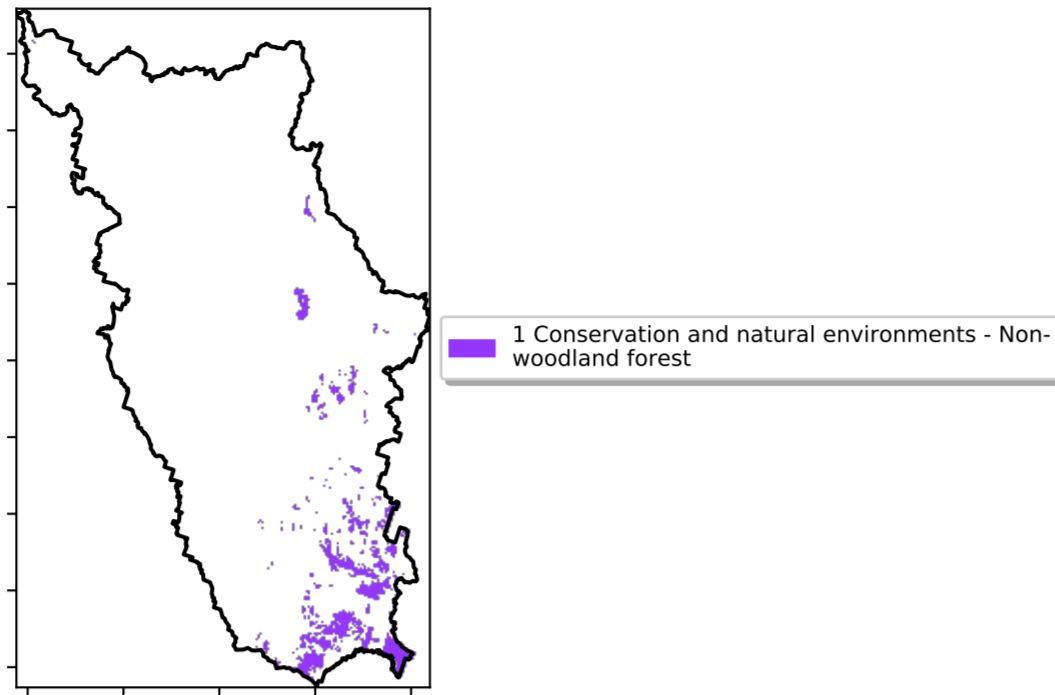 1 Conservation and natural environments - Non-
woodland forest